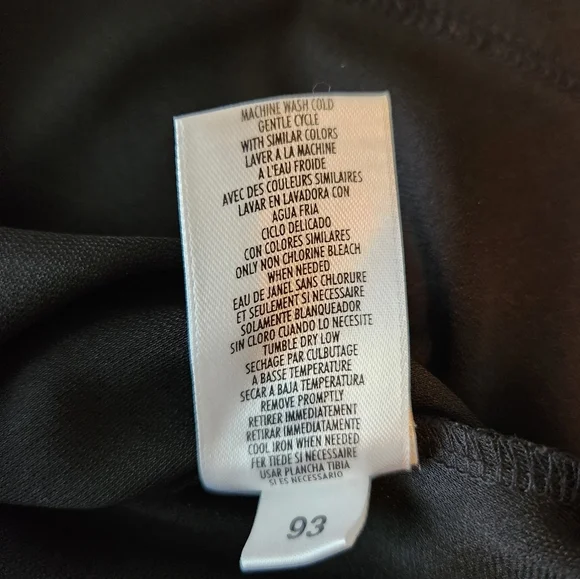 MACHINE WASH COLD
GENTLE CYCLE
WITH SIMILAR COLORS
LAVER A LA MACHINE
A L'EAU FROIDE
AVEC DES COULEURS SIMILAIRES
LAVAR EN LAVADORA CON
AGUA FRIA
CICLO DELICADO
CON COLORES SIMILARES
ONLY NON CHLORINE BLEACH
WHEN NEEDED
EAU DE JANEL SANS CHLORURE
ET SEULEMENT SI NECESSAIRE
SOLAMENTE BLANQUEADOR
SIN CLORO CUANDO LO NECESITE
TUMBLE DRY LOW
SECHAGE PAR CULBUTAGE
A BASSE TEMPERATURE
SECAR A BAJA TEMPERATURA
REMOVE PROMPTLY
RETIRER IMMEDIATEMENT
RETIRAR IMMEDIATAMENTE
COOL IRON WHEN NEEDED
FER TIEDE SI NECESSAIRE
USAR PLANCHA TIBIA
SI ES NECESSARIO
93